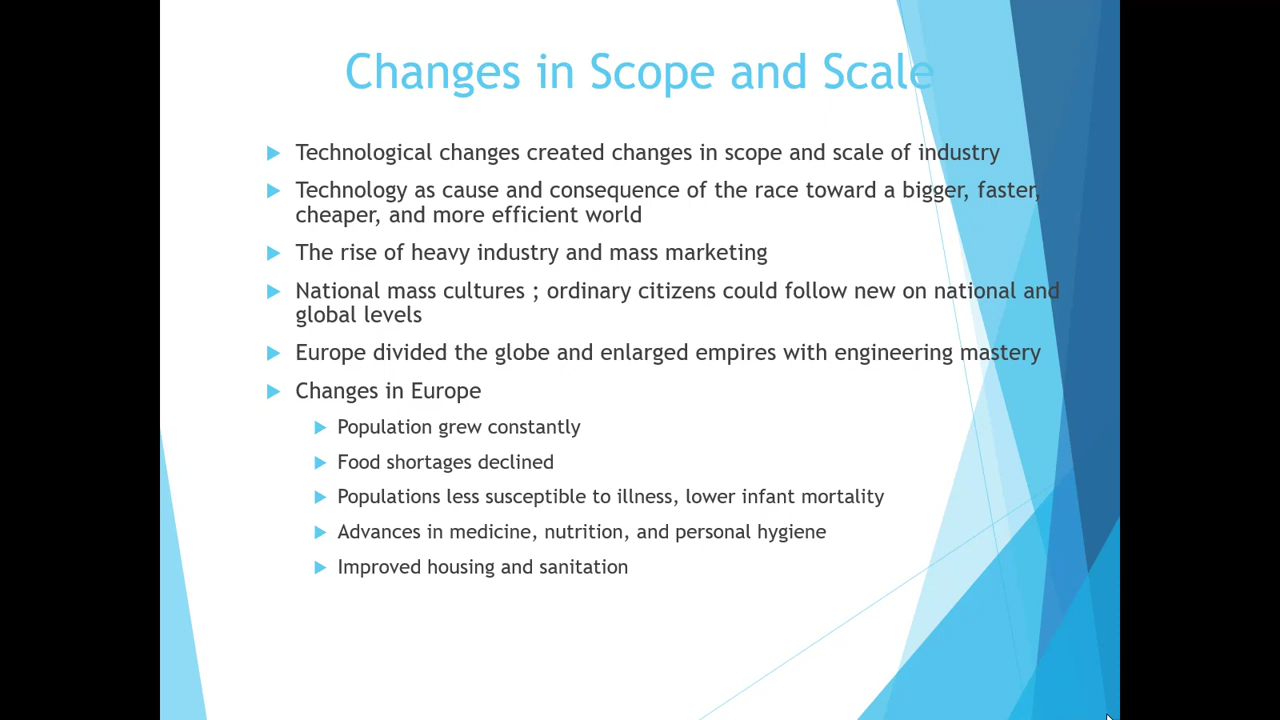 Changes in Scope and Scale
Technological changes created changes in scope and scale of industry
Technology as cause and consequence of the race toward a bigger, faster,
cheaper, and more efficient world
The rise of heavy industry and mass marketing
National mass cultures ; ordinary citizens could follow new on national and
global levels
Europe divided the globe and enlarged empires with engineering mastery
Changes in Europe
Population grew constantly
Food shortages declined
Populations less susceptible to illness, lower infant mortality
Advances in medicine, nutrition, and personal hygiene
Improved housing and sanitation